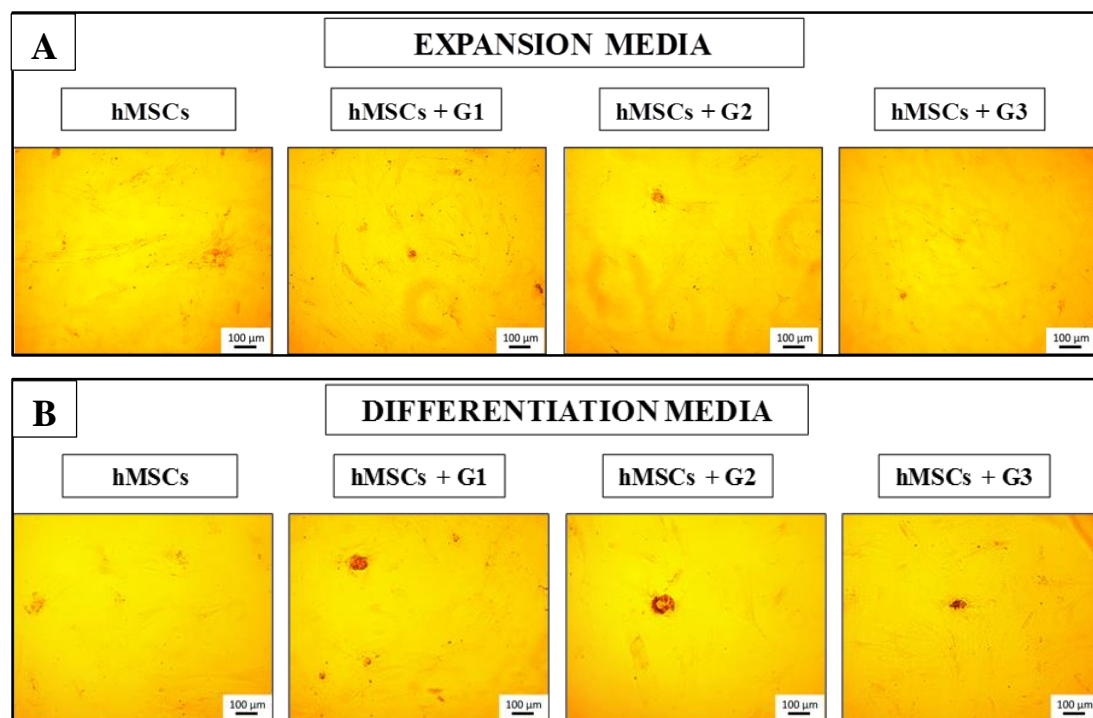 A
EXPANSION MEDIA
hMSCs
hMSCs + G1
hMSCs + G2
hMSCs + G3
100 µm
100 µm
100 µm
100 µm
B
DIFFERENTIATION MEDIA
hMSCs
hMSCs + G1
hMSCs + G2
hMSCs + G3
100 µm
100 µm
100 µm
100 µm